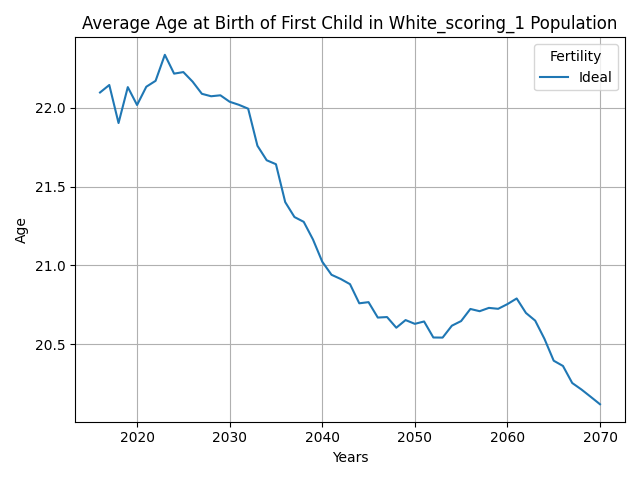 Average Age at Birth of First Child in White_scoring_1 Population
Fertility
Ideal
22.0
21.5
21.0
20.5
Age
2020 2030 2040 2050 2060 2070
Years